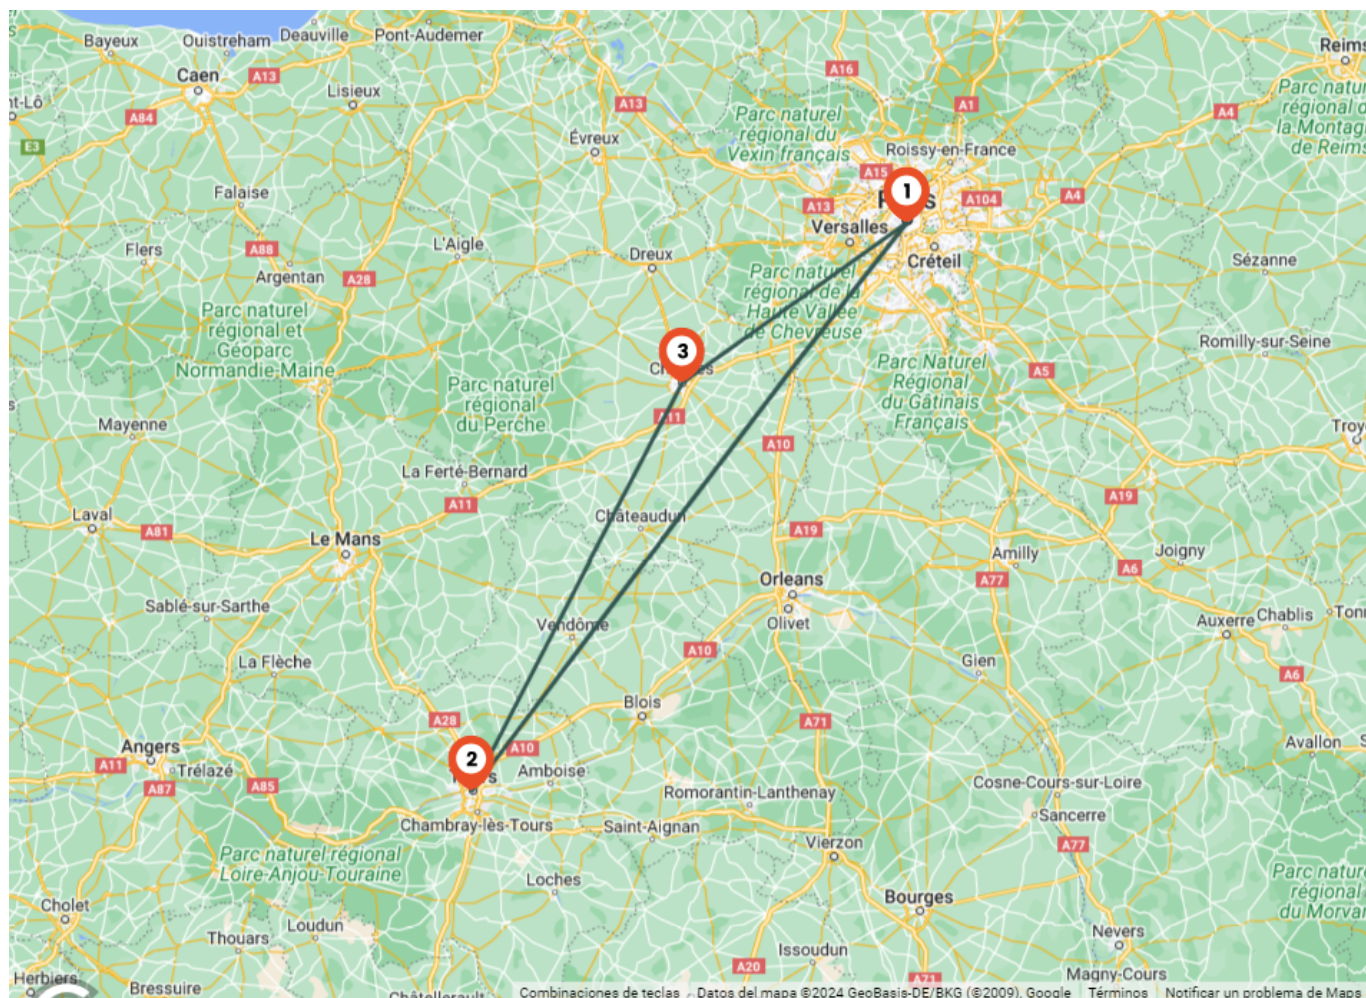 Bayeux
Ouistreham
Deauville
Pont-Audemer
Caen
A13
Lisieux
A84
E3
Évreux
A13
A16
A1
Reims
Parc naturel
régional du
Vexin français
Roissy-en-France
A4
A15
1
A104
A4
A13
Versalles
Créteil
Falaise
Flers
A88
Argentan
A28
L'Aigle
Dreux
Sézanne
Parc naturel
régional de la
Haute Vallée
de Chevreuse
Parc naturel
régional et
Géoparc
Normandie-Maine
Parc naturel
régional
du Perche
3
A11
Romilly-sur-Seine
A5
Parc Naturel
Régional
du Gâtinais
Français
Mayenne
A10
La Ferté-Bernard
A11
A19
Laval
A81
Le Mans
Châteaudun
A19
Amilly
Joigny
A6
A77
Orleans
Olivet
Sablé-sur-Sarthe
Vendôme
Auxerre
Chablis
La Flèche
A10
Gien
A6
Blois
A28
A71
Angers
Trélazé
A11
A87
A85
2
A10
Amboise
Avallon
Romorantin-Lanthenay
Cosne-Cours-sur-Loire
Sancerre
Chambray-lès-Tours
Saint-Aignan
Vierzon
A77
Parc naturel régional
Loire-Anjou-Touraine
Loches
Bourges
Cholet
Loudun
Thouars
Nevers
Issoudun
A20
A71
Magny-Cours
Bressuire
Combinaciones de teclas
Datos del mapa ©2024 GeoBasis-DE/BKG (©2009), Google
Términos
Notificar un problema de Maps